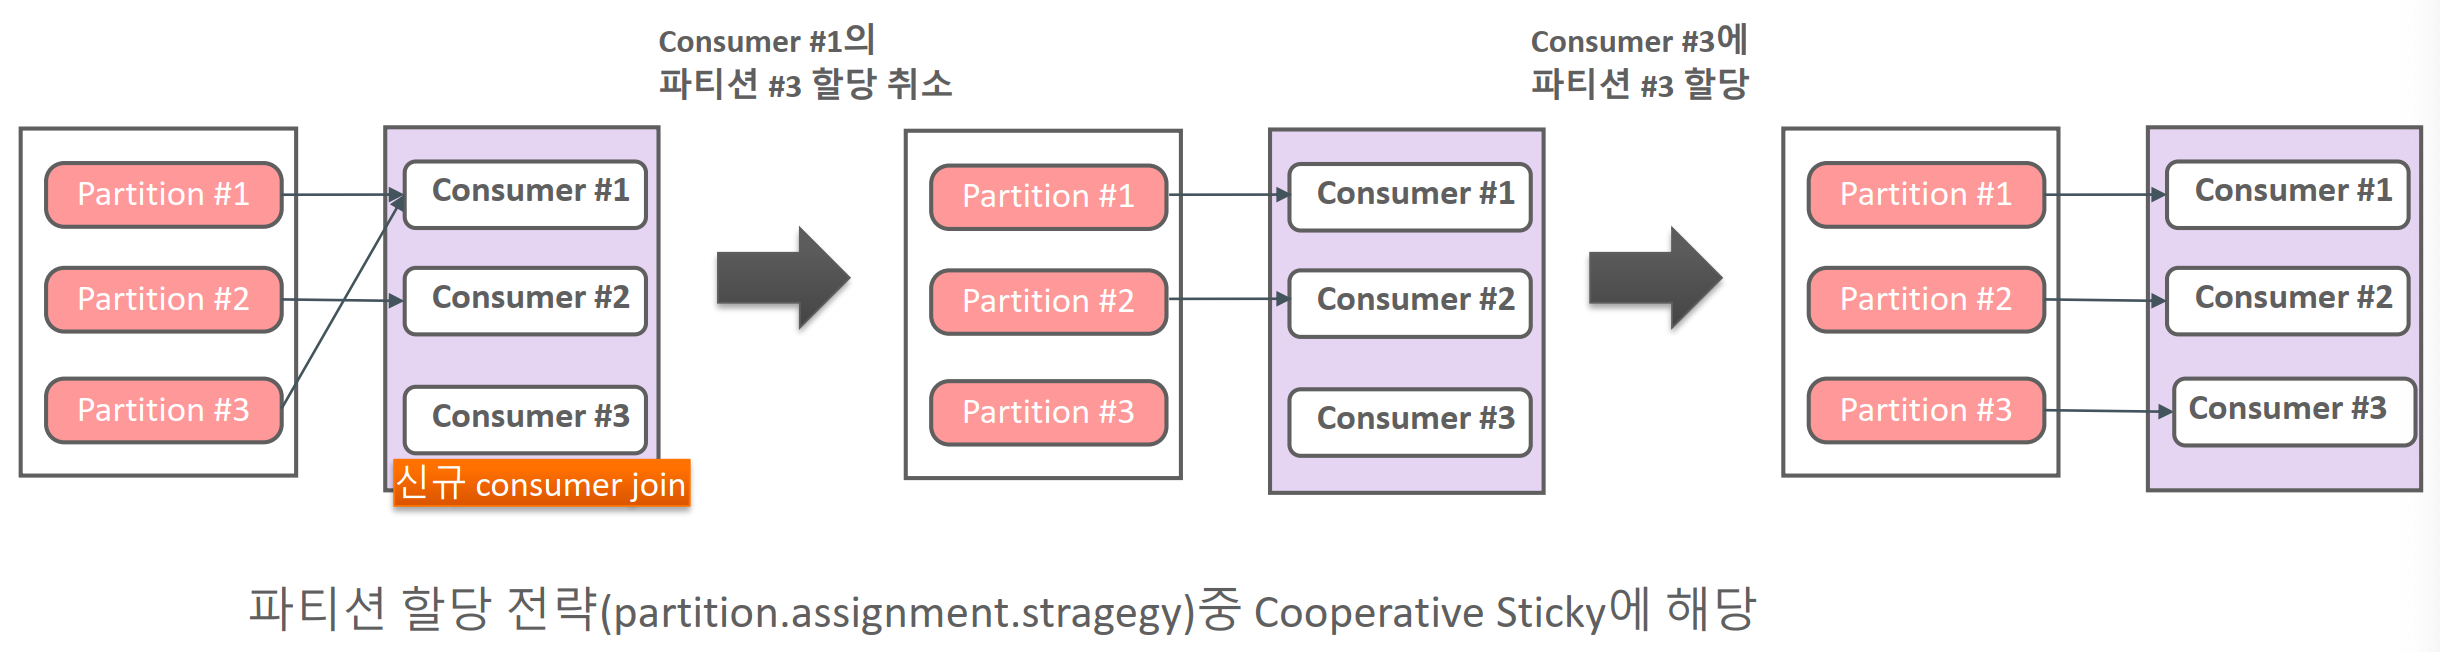 Consumer #1의
파티션 #3 할당 취소
Consumer #3에
파티션 #3 할당
Partition #1
Partition #2
Partition #3
Consumer #1
Consumer #2
Consumer #3
신규 consumer join
Partition #1
Partition #2
Partition #3
Consumer #1
Consumer #2
Consumer #3
Partition #1
Partition #2
Partition #3
Consumer #1
Consumer #2
Consumer #3
파티션 할당 전략(partition.assignment.stragegy)중 Cooperative Sticky에 해당